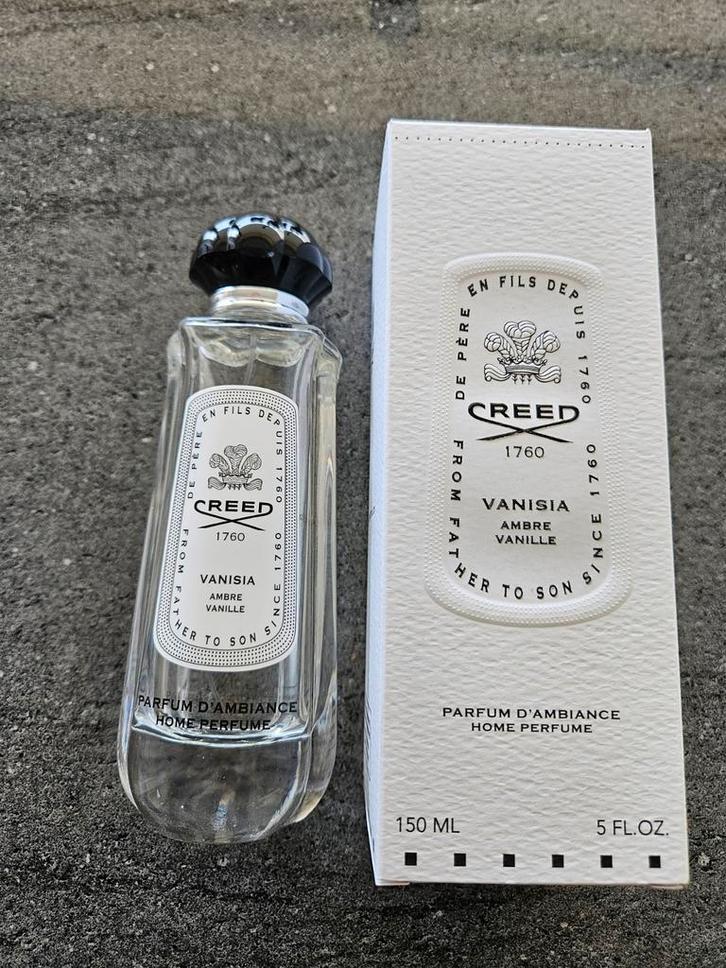 DE PÈRE EN FILS DEPUIS 1760
CREED
1760
VANISIA
AMBRE
VANILLE
FROM FATHER TO SON SINCE 1760
PARFUM D'AMBIANCE
HOME PERFUME
DE PÈRE EN FILS DEPUIS 1760
CREED
1760
VANISIA
AMBRE
VANILLE
FROM FATHER TO SON SINCE 1760
PARFUM D'AMBIANCE
HOME PERFUME
150 ML
5 FL.OZ.